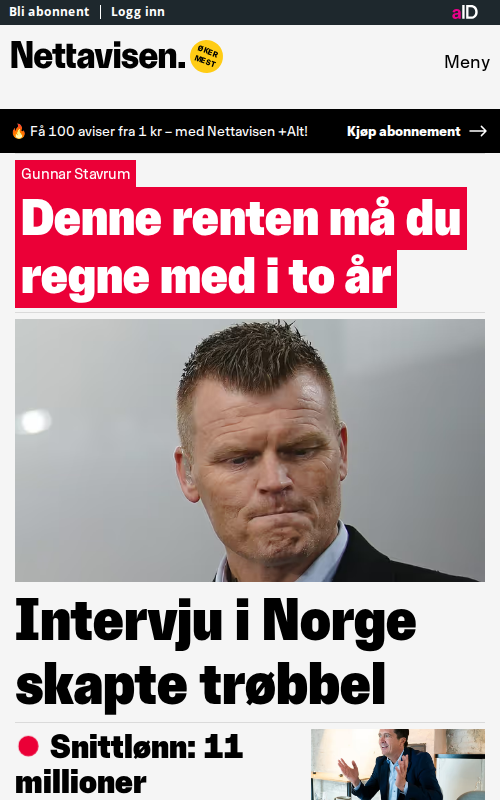 Bli abonnent | Logg inn
aID
Nettavisen.
ØKER
MEST
Meny
🔥 Få 100 aviser fra 1 kr – med Nettavisen +Alt!
Kjøp abonnement →
Gunnar Stavrum
Denne renten må du
regne med i to år
Intervju i Norge
skapte trøbbel
Snittlønn: 11
millioner